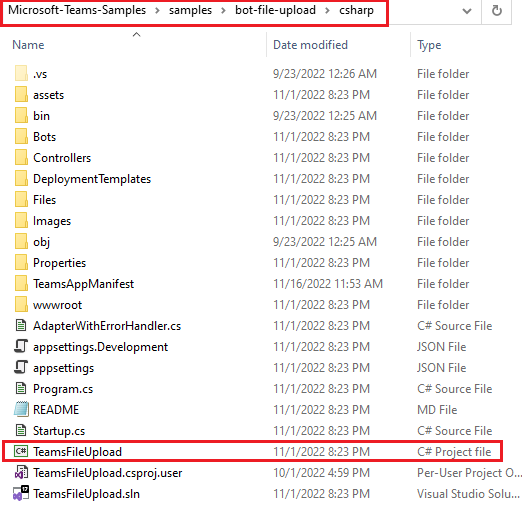 Microsoft-Teams-Samples > samples > bot-file-upload > csharp
Name Date modified Type
.vs 9/23/2022 12:26 AM File folder
assets 11/1/2022 8:23 PM File folder
bin 9/23/2022 12:25 AM File folder
Bots 11/1/2022 8:23 PM File folder
Controllers 11/1/2022 8:23 PM File folder
DeploymentTemplates 11/1/2022 8:23 PM File folder
Files 11/1/2022 8:23 PM File folder
Images 11/1/2022 8:23 PM File folder
obj 9/23/2022 12:25 AM File folder
Properties 11/1/2022 8:23 PM File folder
TeamsAppManifest 11/16/2022 11:53 AM File folder
wwwroot 11/1/2022 8:23 PM File folder
AdapterWithErrorHandler.cs 11/1/2022 8:23 PM C# Source File
appsettings.Development 11/1/2022 8:23 PM JSON File
appsettings 11/1/2022 8:23 PM JSON File
Program.cs 11/1/2022 8:23 PM C# Source File
README 11/1/2022 8:23 PM MD File
Startup.cs 11/1/2022 8:23 PM C# Source File
C# TeamsFileUpload 11/1/2022 8:23 PM C# Project file
TeamsFileUpload.csproj.user 10/1/2022 4:59 PM Per-User Project O...
17 TeamsFileUpload.sln 11/1/2022 8:23 PM Visual Studio Solu...